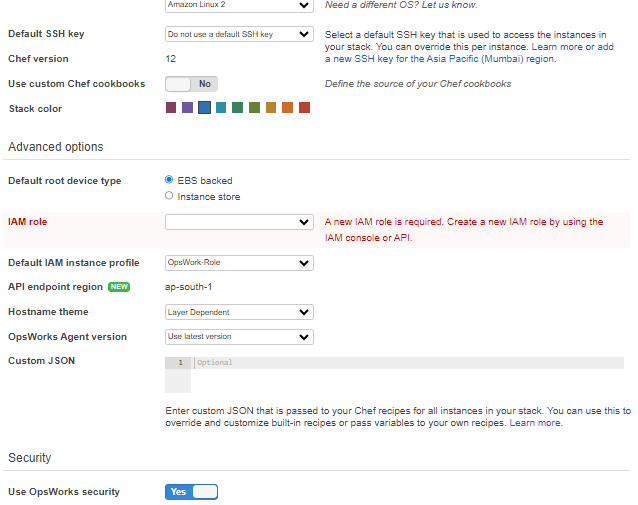 Amazon Linux 2
Need a different OS? Let us know.
Default SSH key
Do not use a default SSH key
Select a default SSH key that is used to access the instances in
your stack. You can override this per instance. Learn more or add
a new SSH key for the Asia Pacific (Mumbai) region.
Chef version
12
Use custom Chef cookbooks
No
Define the source of your Chef cookbooks
Stack color
Advanced options
Default root device type
EBS backed
Instance store
IAM role
A new IAM role is required. Create a new IAM role by using the
IAM console or API.
Default IAM instance profile
OpsWork-Role
API endpoint region NEW
ap-south-1
Hostname theme
Layer Dependent
OpsWorks Agent version
Use latest version
Custom JSON
1
Optional
Enter custom JSON that is passed to your Chef recipes for all instances in your stack. You can use this to
override and customize built-in recipes or pass variables to your own recipes. Learn more.
Security
Use OpsWorks security
Yes